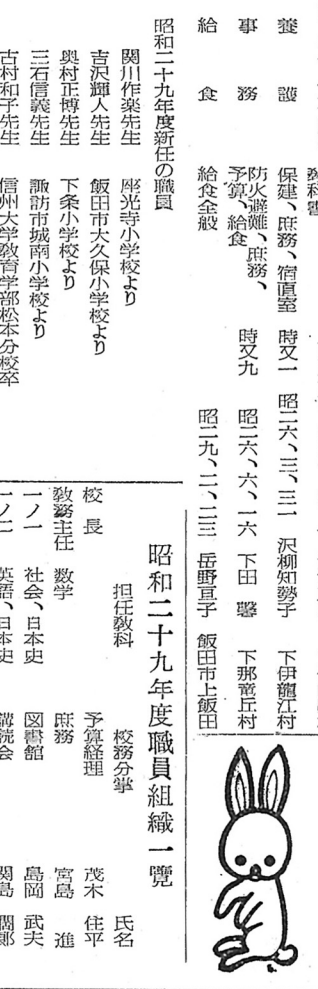 養護　保建、庶務、宿直室　時又一　昭二六、三、三一　沢柳知勢子　下伊龍江村
事務　防火避難、庶務、予算、給食　時又九　昭二六、六、一六　下田　馨　下那竜丘村
給食　給食全般　昭二九、二、二三　岳野亘子　飯田市上飯田
昭和二十九年度新任の職員
関川作楽先生　座光寺小学校より
吉沢輝人先生　飯田市大久保小学校より
奥村正博先生　下条小学校より
三石信義先生　諏訪市城南小学校より
古村和子先生　信州大学教育学部松本分校卒
昭和二十九年度職員組織一覧
担任教科　校務分掌　氏名
校長　予算経理　茂木　住平
教務主任　数学　庶務　宮島　進
一ノ一　社会、日本史　図書館　島岡　武夫
一ノ二　英語、日本史　講読会　関島